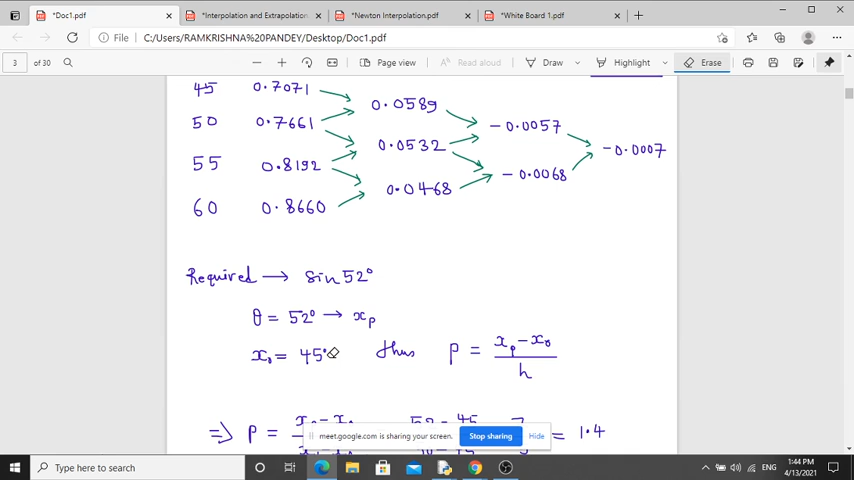 *Doc1.pdf
*Interpolation and Extrapolation
*Newton Interpolation.pdf
*White Board 1.pdf
File C:/Users/RAMKRISHNA%20PANDEY/Desktop/Doc1.pdf
3 of 30 Page view Read aloud Draw Highlight Erase
45 0.7071
0.0589
50 0.7661 -0.0057
0.0532 -0.0007
55 0.8192 -0.0068
0.0468
60 0.8660
Required → sin 52°
θ = 52° → xp
x₀ = 45° thus p = xp - x₀ / h
⇒ p = 52 - 45 = 1.4
meet.google.com is sharing your screen. Stop sharing Hide
Type here to search
ENG
1:44 PM
4/13/2021